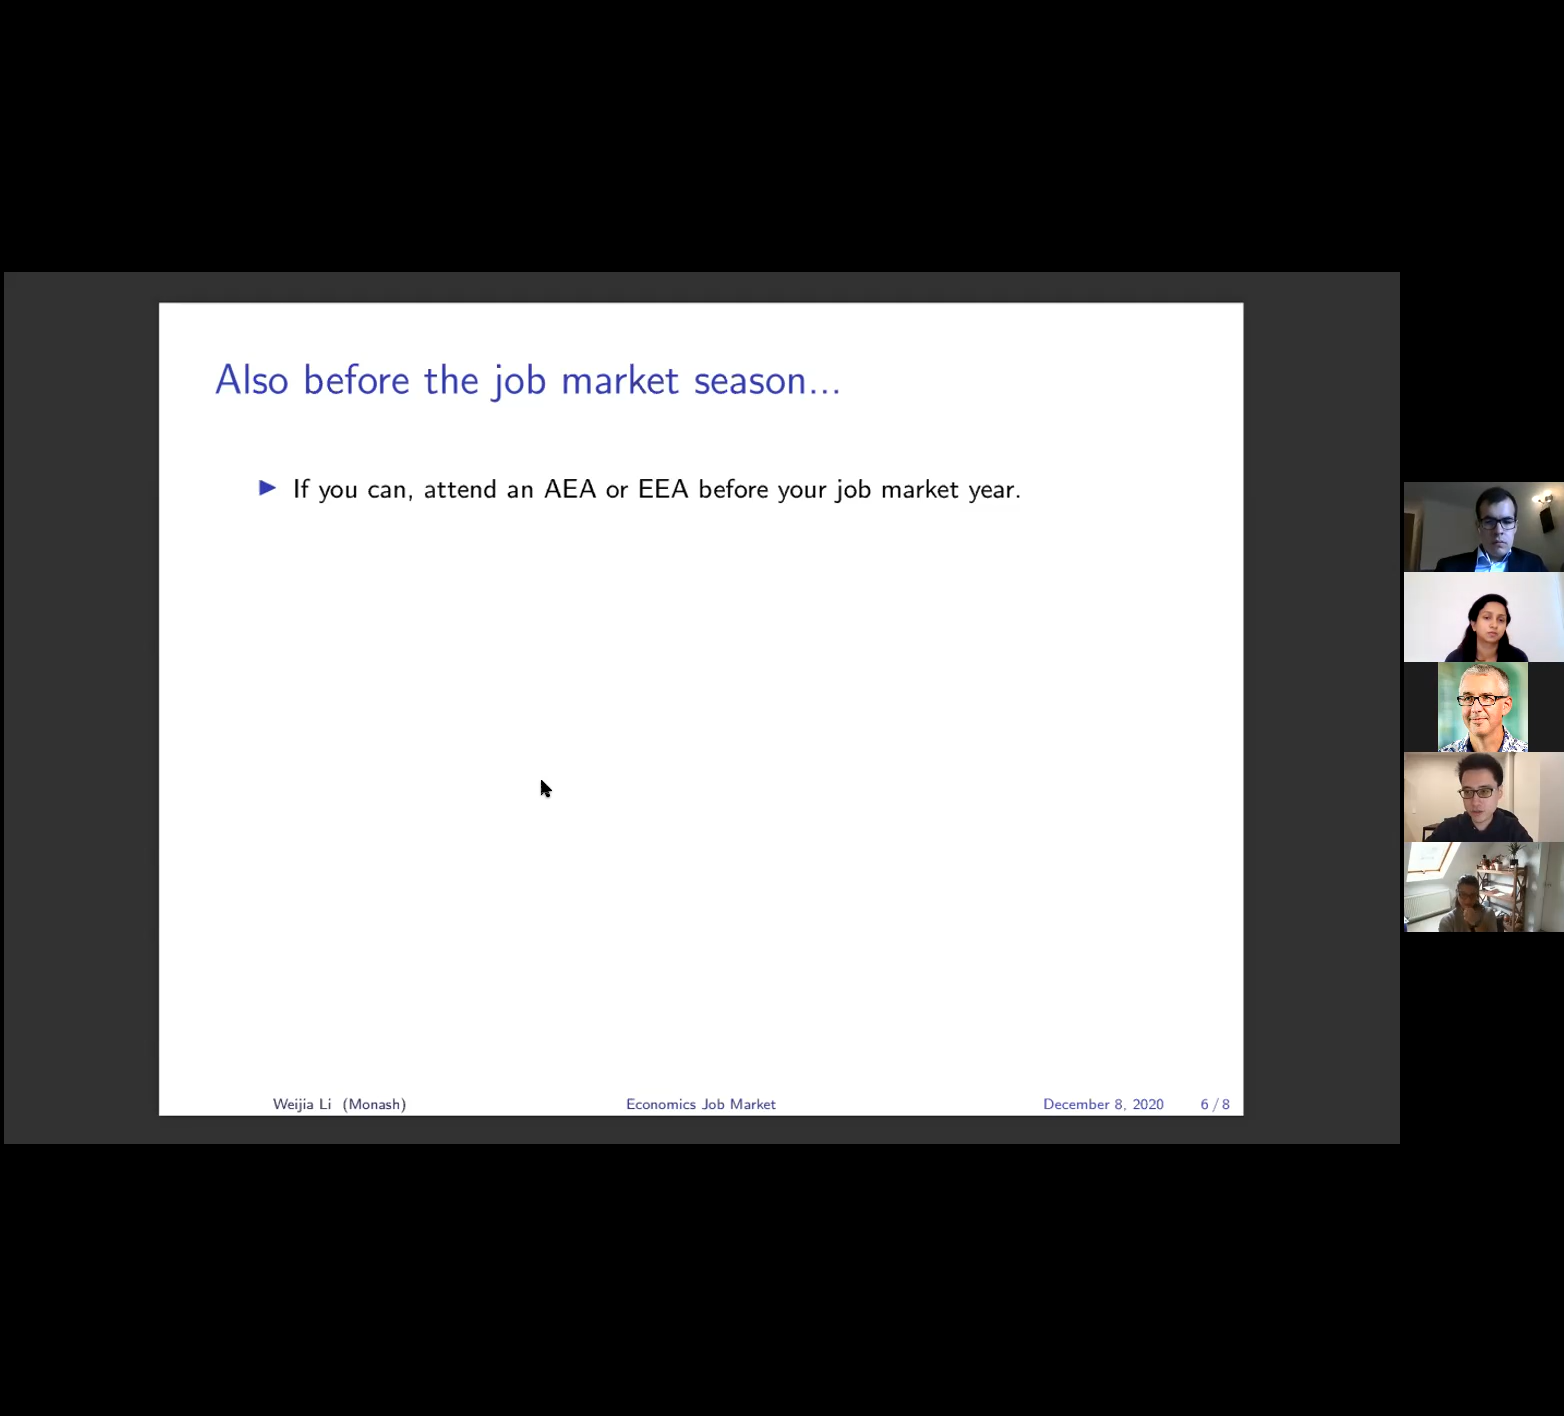 Also before the job market season...
If you can, attend an AEA or EEA before your job market year.
Weijia Li (Monash) Economics Job Market December 8, 2020 6 / 8